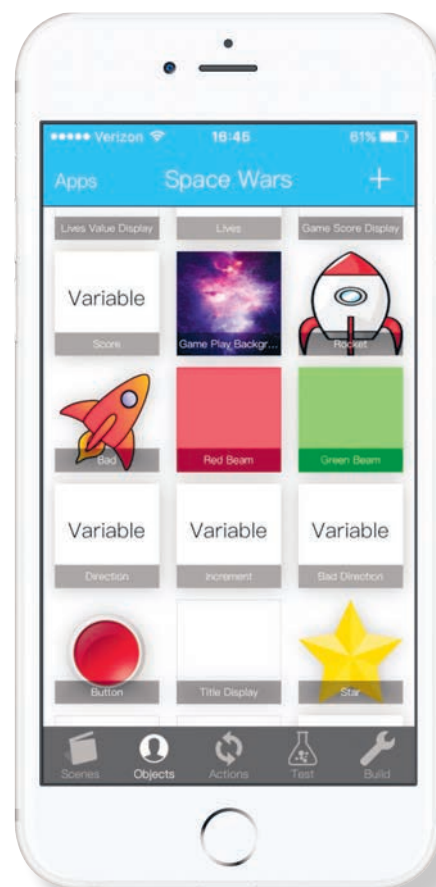 Verizon 16:45 61%
Apps Space Wars +
Lives Value Display Lives Game Score Display
Variable
Score Game Play Backgr... Rocket
Bad Red Beam Green Beam
Variable Variable Variable
Direction Increment Bad Direction
Button Title Display Star
Scenes Objects Actions Test Build